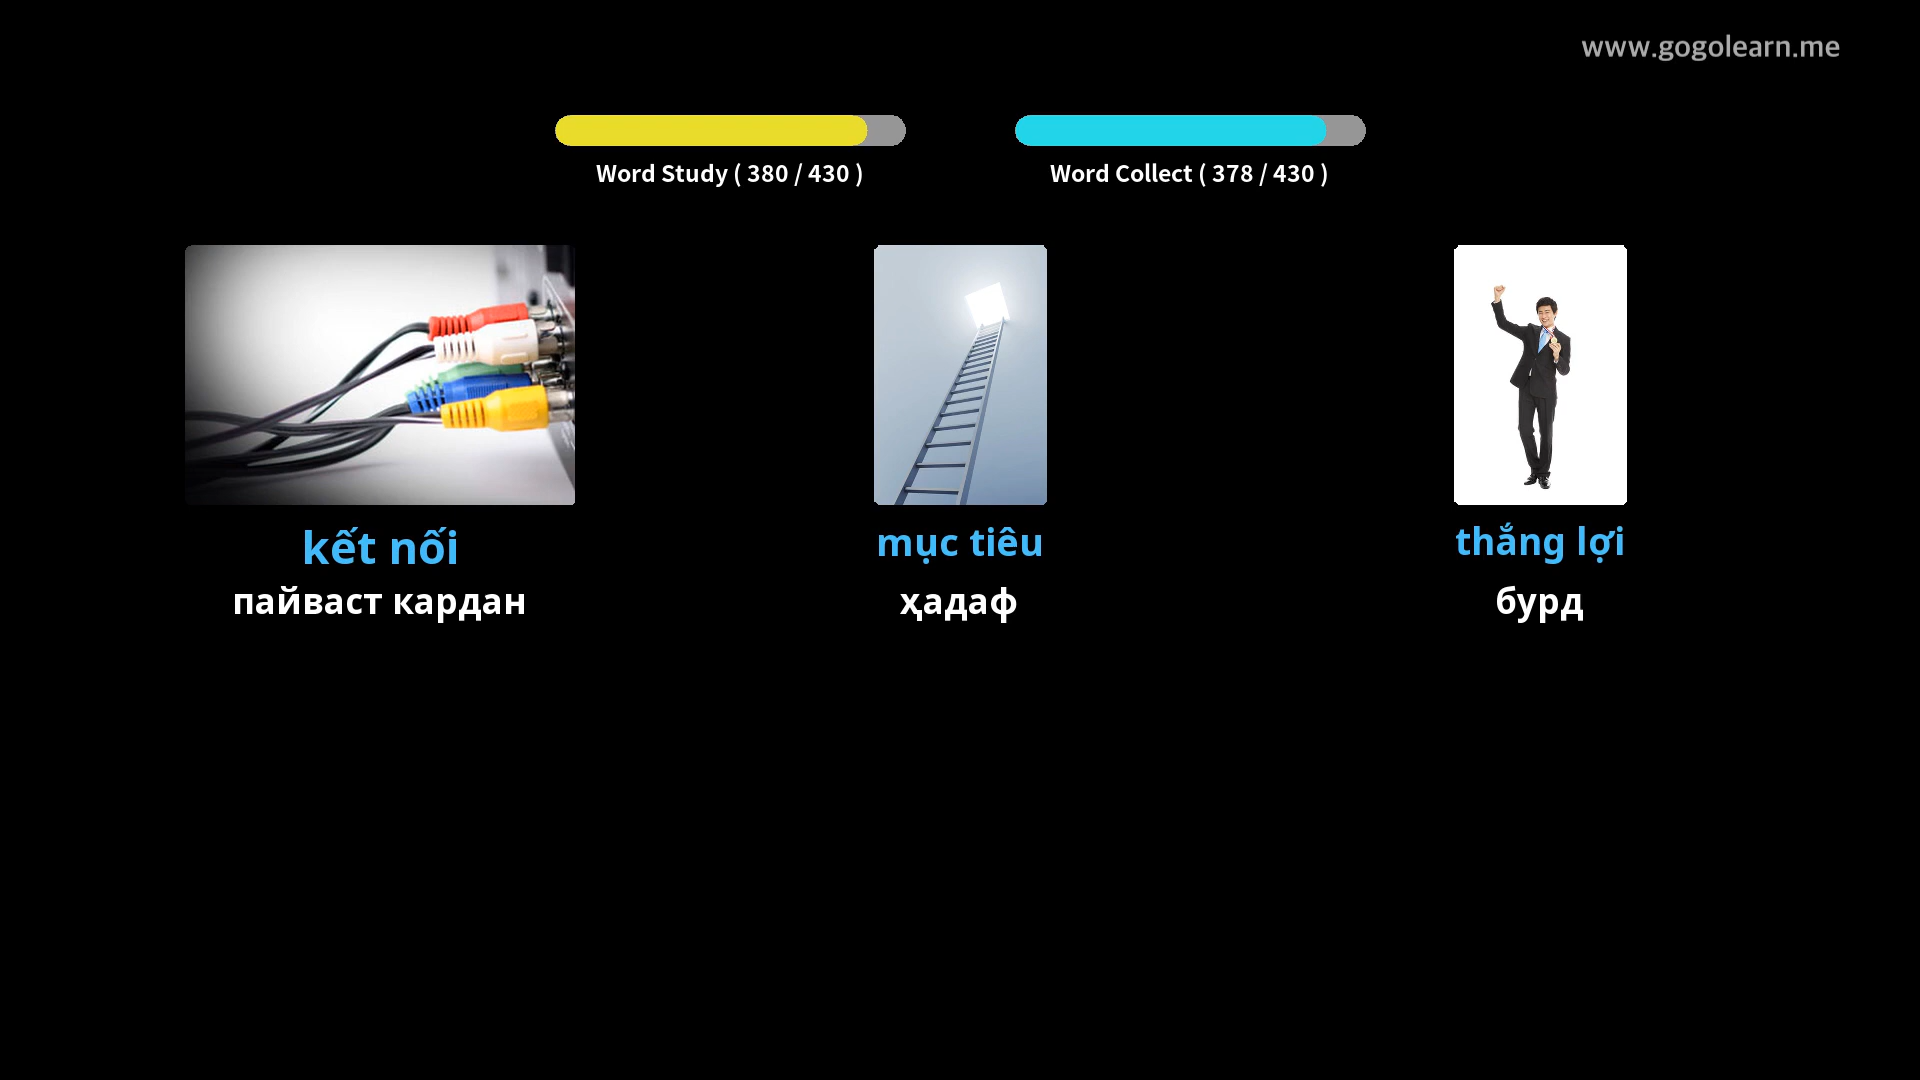 www.gogolearn.me
Word Study ( 380 / 430 )
Word Collect ( 378 / 430 )
kết nối
пайваст кардан
mục tiêu
ҳадаф
thắng lợi
бурд